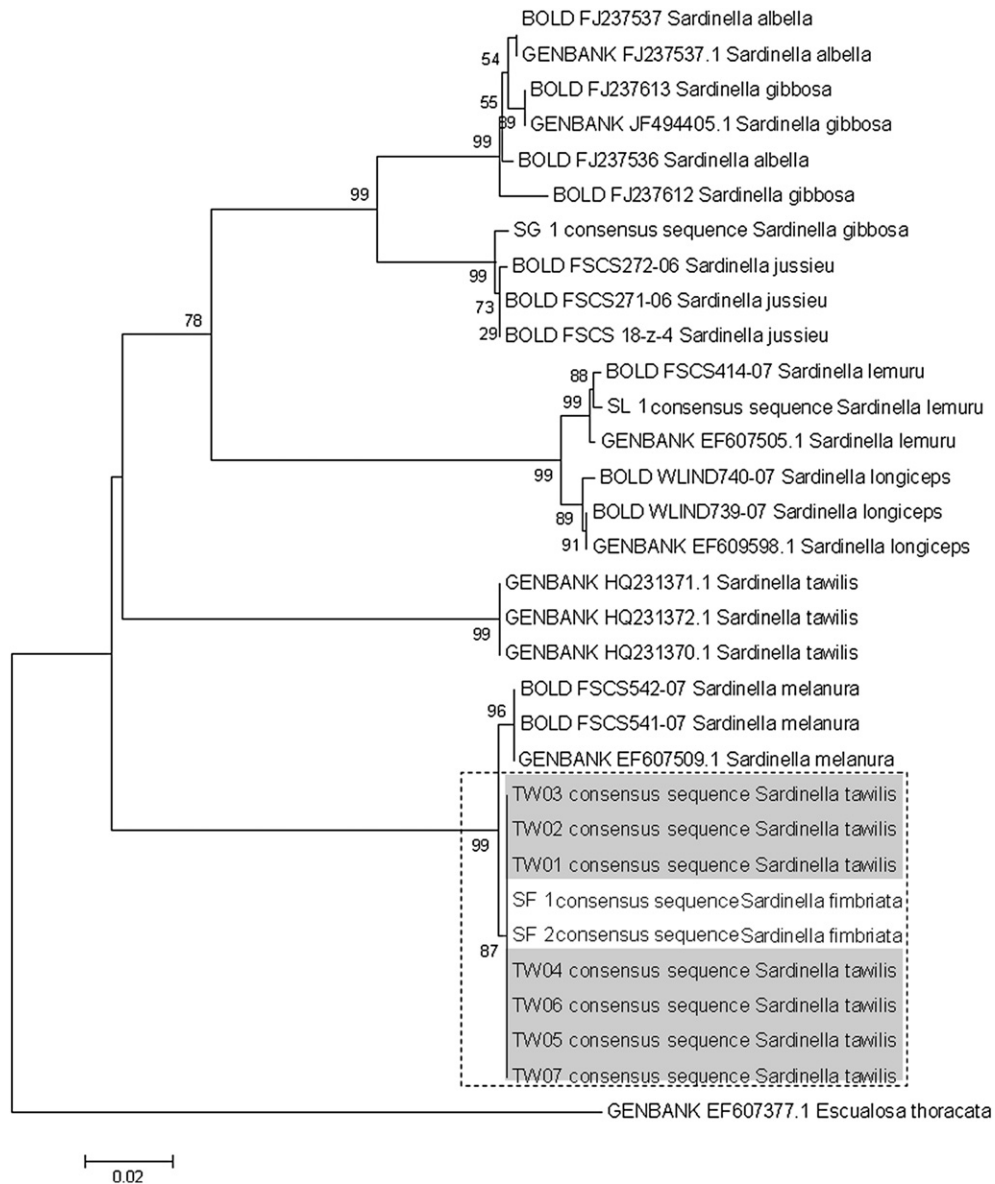 BOLD FJ237537 Sardinella albella
54
GENBANK FJ237537.1 Sardinella albella
BOLD FJ237613 Sardinella gibbosa
55
89
GENBANK JF494405.1 Sardinella gibbosa
99
BOLD FJ237536 Sardinella albella
99
BOLD FJ237612 Sardinella gibbosa
SG 1 consensus sequence Sardinella gibbosa
99
BOLD FSCS272-06 Sardinella jussieu
73
BOLD FSCS271-06 Sardinella jussieu
78
29
BOLD FSCS 18-z-4 Sardinella jussieu
88
BOLD FSCS414-07 Sardinella lemuru
99
SL 1consensus sequence Sardinella lemuru
GENBANK EF607505.1 Sardinella lemuru
99
BOLD WLIND740-07 Sardinella longiceps
89
BOLD WLIND739-07 Sardinella longiceps
91
GENBANK EF609598.1 Sardinella longiceps
GENBANK HQ231371.1 Sardinella tawilis
GENBANK HQ231372.1 Sardinella tawilis
99
GENBANK HQ231370.1 Sardinella tawilis
BOLD FSCS542-07 Sardinella melanura
96
BOLD FSCS541-07 Sardinella melanura
GENBANK EF607509.1 Sardinella melanura
TW03 consensus sequence Sardinella tawilis
TW02 consensus sequence Sardinella tawilis
99
TW01 consensus sequence Sardinella tawilis
SF 1consensus sequence Sardinella fimbriata
SF 2consensus sequence Sardinella fimbriata
87
TW04 consensus sequence Sardinella tawilis
TW06 consensus sequence Sardinella tawilis
TW05 consensus sequence Sardinella tawilis
TW07 consensus sequence Sardinella tawilis
GENBANK EF607377.1 Escualosa thoracata
0.02